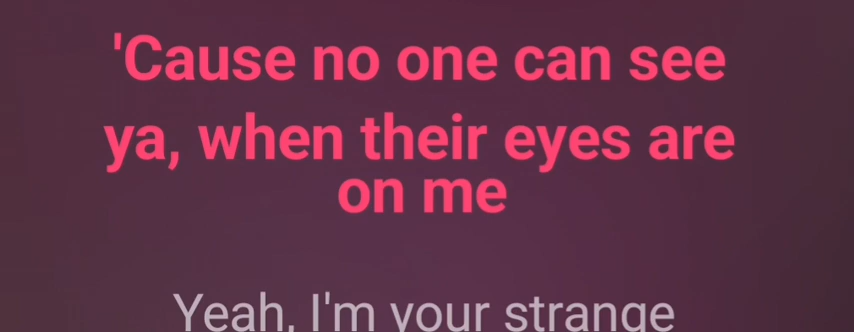 'Cause no one can see
ya, when their eyes are
on me
Yeah, I'm your strange